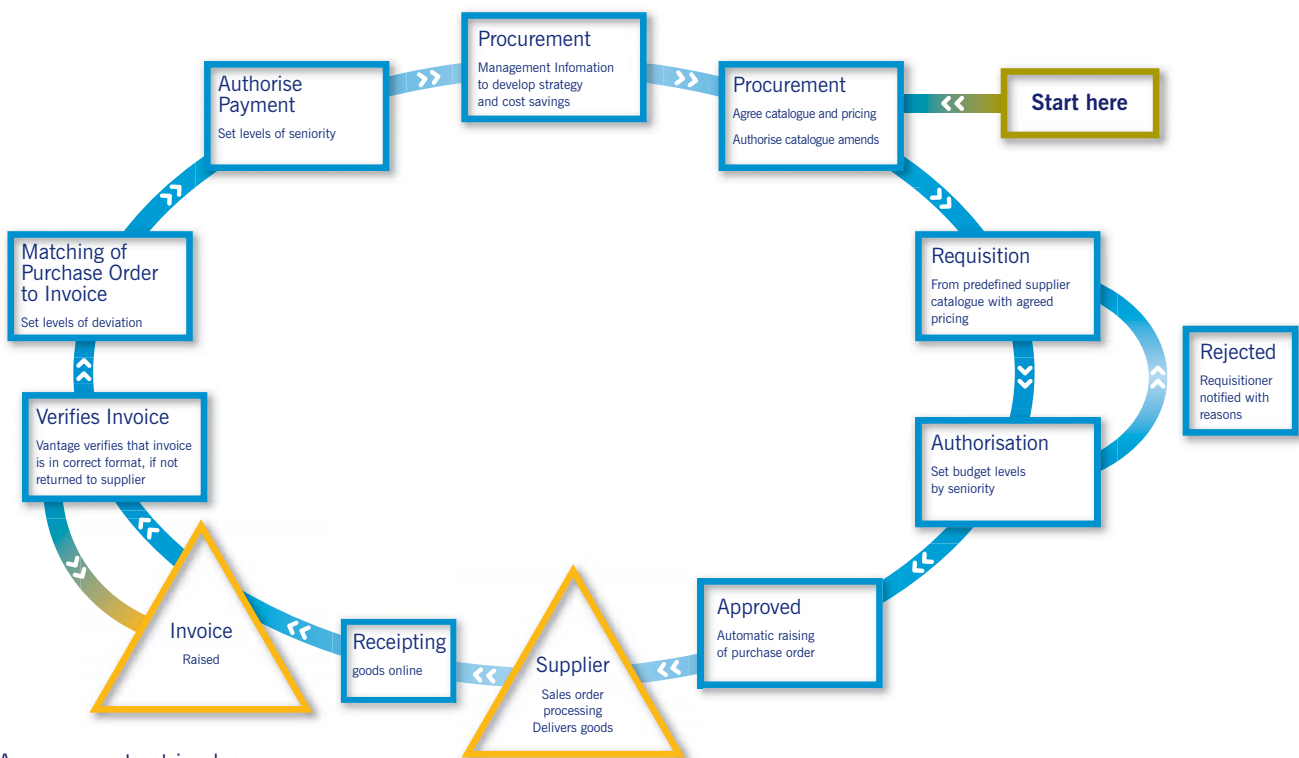 Procurement
Management Infomation
to develop strategy
and cost savings
Authorise
Payment
Set levels of seniority
Procurement
Agree catalogue and pricing
Authorise catalogue amends
Start here
Matching of
Purchase Order
to Invoice
Set levels of deviation
Requisition
From predefined supplier
catalogue with agreed
pricing
Rejected
Requisitioner
notified with
reasons
Verifies Invoice
Vantage verifies that invoice
is in correct format, if not
returned to supplier
Authorisation
Set budget levels
by seniority
Invoice
Raised
Receipting
goods online
Supplier
Sales order
processing
Delivers goods
Approved
Automatic raising
of purchase order